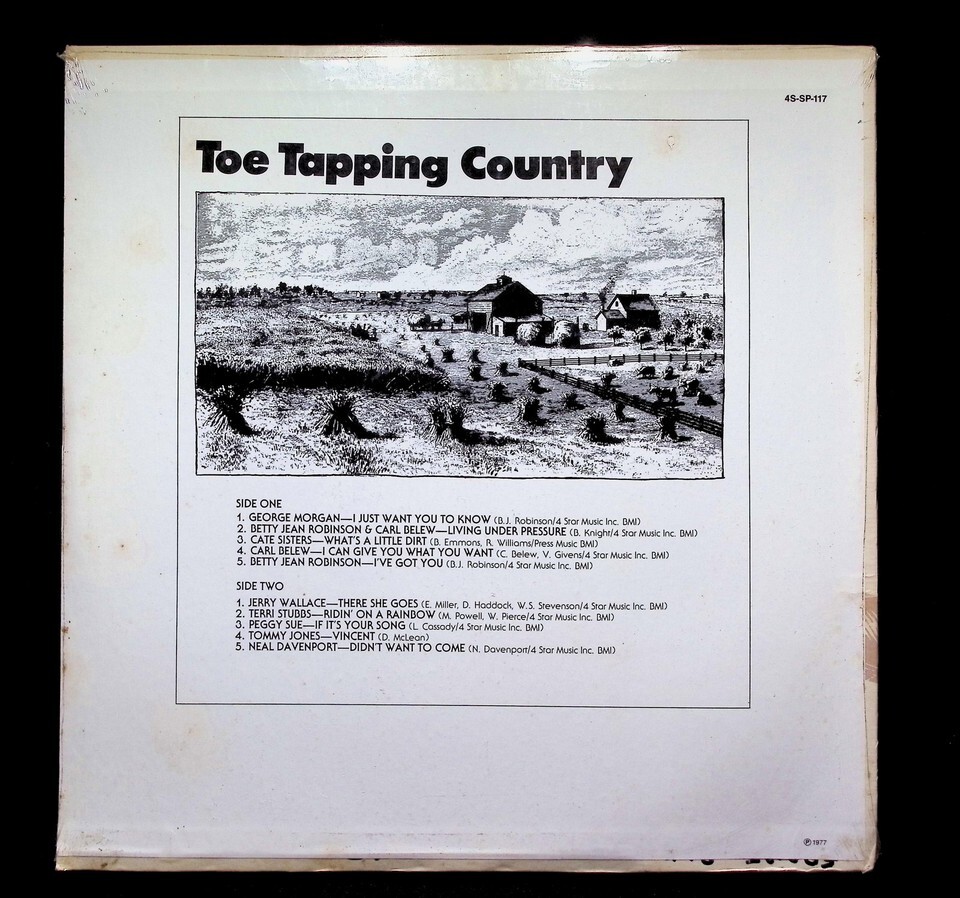 4S-SP-117
Toe Tapping Country
SIDE ONE
1. GEORGE MORGAN—I JUST WANT YOU TO KNOW (B.J. Robinson/4 Star Music Inc. BMI)
2. BETTY JEAN ROBINSON & CARL BELEW—LIVING UNDER PRESSURE (B. Knight/4 Star Music Inc. BMI)
3. CATE SISTERS—WHAT'S A LITTLE DIRT (B. Emmons, R. Williams/Press Music BMI)
4. CARL BELEW—I CAN GIVE YOU WHAT YOU WANT (C. Belew, V. Givens/4 Star Music Inc. BMI)
5. BETTY JEAN ROBINSON—I'VE GOT YOU (B.J. Robinson/4 Star Music Inc. BMI)
SIDE TWO
1. JERRY WALLACE—THERE SHE GOES (E. Miller, D. Haddock, W.S. Stevenson/4 Star Music Inc. BMI)
2. TERRI STUBBS—RIDIN' ON A RAINBOW (M. Powell, W. Pierce/4 Star Music Inc. BMI)
3. PEGGY SUE—IF IT'S YOUR SONG (L. Cassady/4 Star Music Inc. BMI)
4. TOMMY JONES—VINCENT (D. McLean)
5. NEAL DAVENPORT—DIDN'T WANT TO COME (N. Davenport/4 Star Music Inc. BMI)
℗ 1977